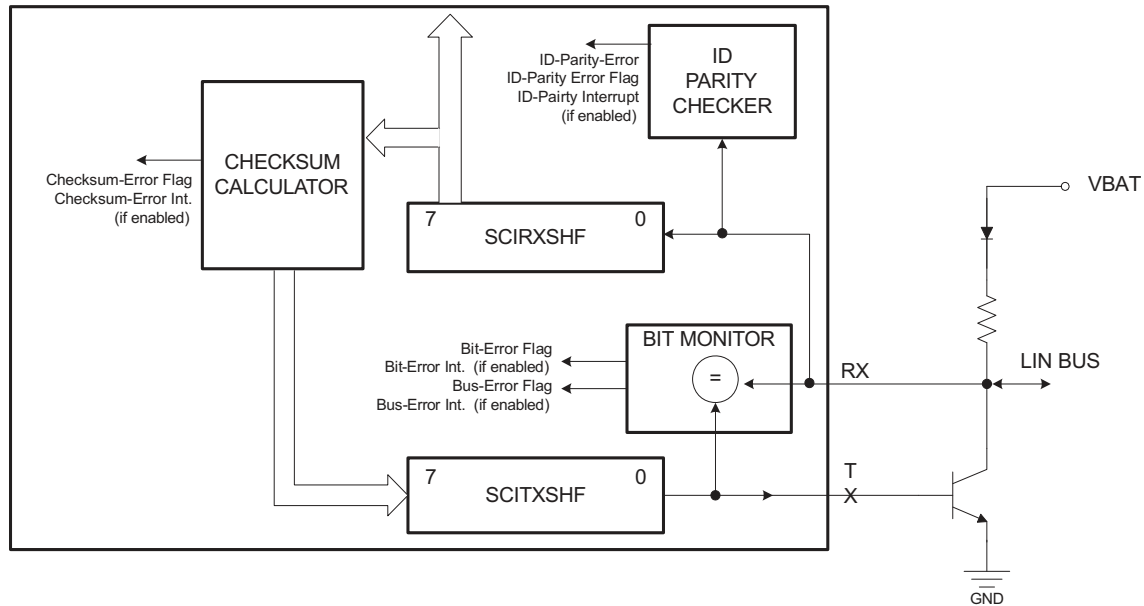 ID-Parity-Error
ID-Parity Error Flag
ID-Pairty Interrupt
(if enabled)
ID
PARITY
CHECKER
CHECKSUM
CALCULATOR
Checksum-Error Flag
Checksum-Error Int.
(if enabled)
VBAT
7 0
SCIRXSHF
BIT MONITOR
=
Bit-Error Flag
Bit-Error Int. (if enabled)
Bus-Error Flag
Bus-Error Int. (if enabled)
RX
LIN BUS
7 0
SCITXSHF
T
X
GND